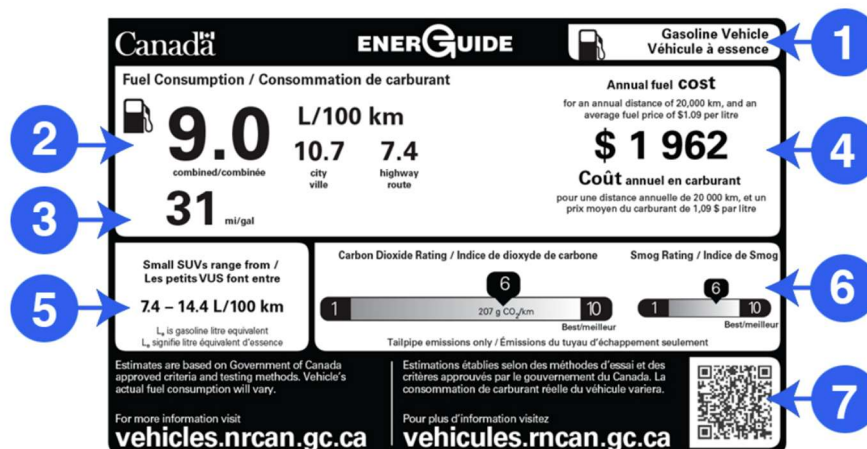 Canada
ENERGUIDE
Gasoline Vehicle
Véhicule à essence
1
Fuel Consumption / Consommation de carburant
2
9.0
combined/combinée
L/100 km
10.7
city
ville
7.4
highway
route
3
31 mi/gal
Annual fuel cost
for an annual distance of 20,000 km, and an
average fuel price of $1.09 per litre
$ 1 962
Coût annuel en carburant
pour une distance annuelle de 20 000 km, et un
prix moyen du carburant de 1,09 $ par litre
4
5
Small SUVs range from /
Les petits VUS font entre
7.4 – 14.4 L/100 km
Le is gasoline litre equivalent
Le signifie litre équivalent d'essence
Carbon Dioxide Rating / Indice de dioxyde de carbone
6
1
207 g CO2/km
10
Best/meilleur
Smog Rating / Indice de Smog
6
1
10
Best/meilleur
Tailpipe emissions only / Émissions du tuyau d'échappement seulement
6
Estimates are based on Government of Canada
approved criteria and testing methods. Vehicle's
actual fuel consumption will vary.
For more information visit
vehicles.nrcan.gc.ca
Estimations établies selon des méthodes d'essai et des
critères approuvés par le gouvernement du Canada. La
consommation de carburant réelle du véhicule variera.
Pour plus d'information visitez
vehicules.rncan.gc.ca
7